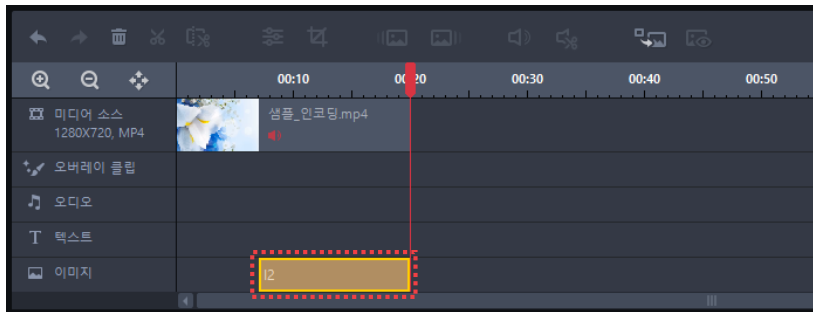 00:10 00:20 00:30 00:40 00:50
미디어 소스
1280X720, MP4
샘플_인코딩.mp4
오버레이 클립
오디오
T 텍스트
이미지
I2